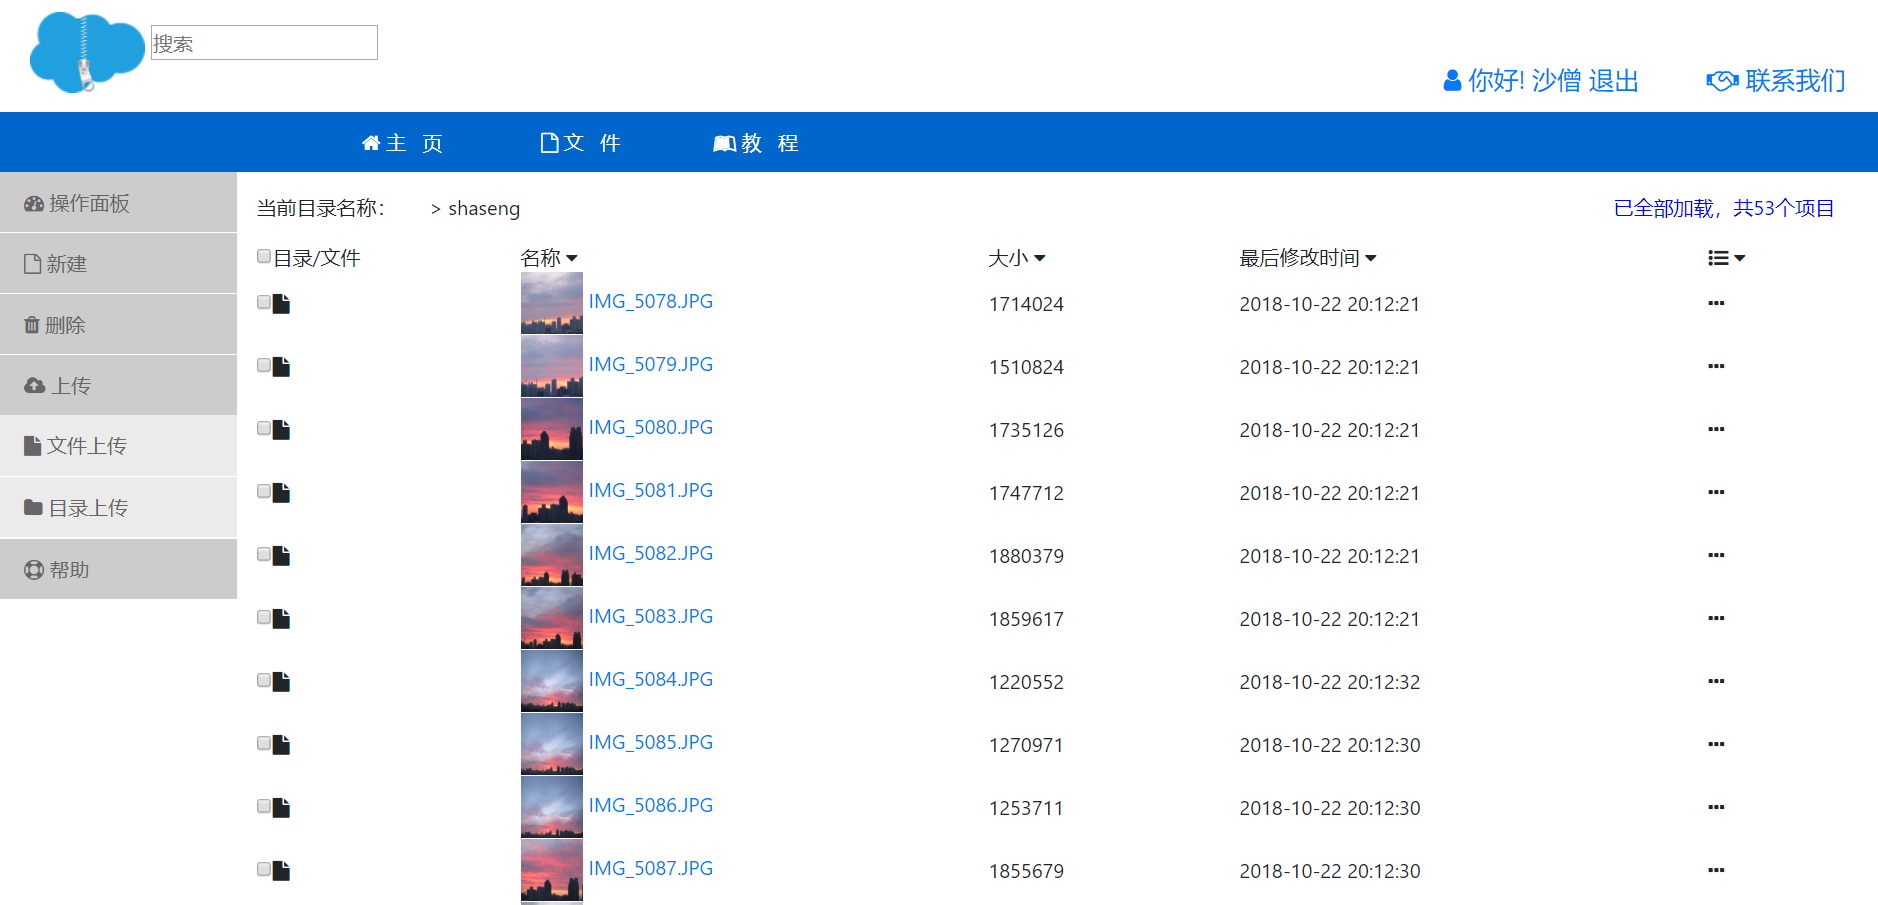 搜索
你好! 沙僧 退出 联系我们
主 页 文 件 教 程
操作面板
新建
删除
上传
文件上传
目录上传
帮助
当前目录名称： > shaseng 已全部加载，共53个项目
目录/文件 名称 大小 最后修改时间
IMG_5078.JPG 1714024 2018-10-22 20:12:21
IMG_5079.JPG 1510824 2018-10-22 20:12:21
IMG_5080.JPG 1735126 2018-10-22 20:12:21
IMG_5081.JPG 1747712 2018-10-22 20:12:21
IMG_5082.JPG 1880379 2018-10-22 20:12:21
IMG_5083.JPG 1859617 2018-10-22 20:12:21
IMG_5084.JPG 1220552 2018-10-22 20:12:32
IMG_5085.JPG 1270971 2018-10-22 20:12:30
IMG_5086.JPG 1253711 2018-10-22 20:12:30
IMG_5087.JPG 1855679 2018-10-22 20:12:30